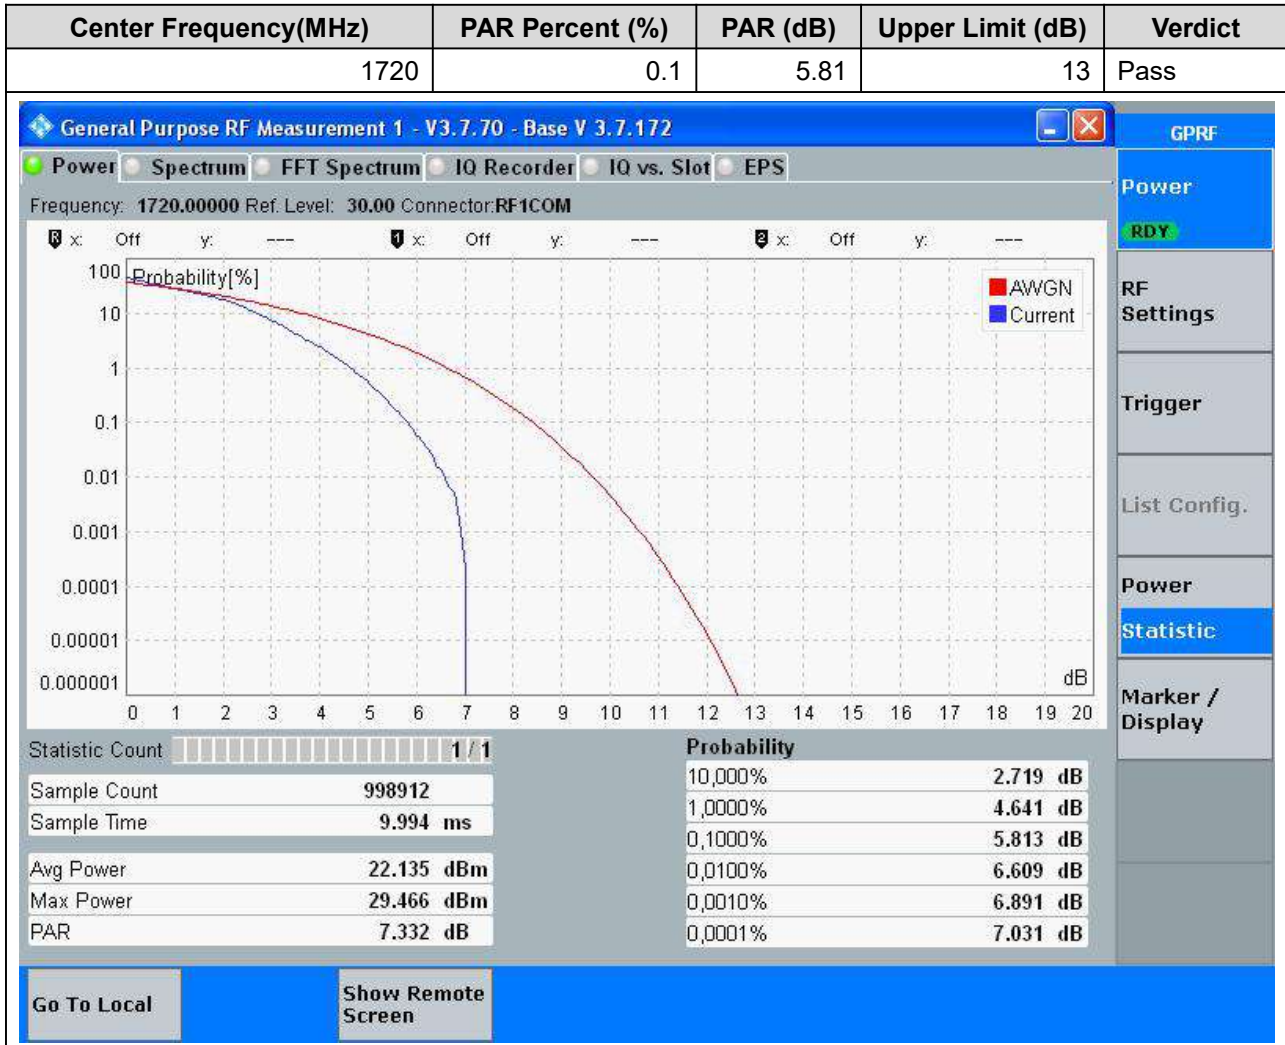 Center Frequency(MHz) PAR Percent (%) PAR (dB) Upper Limit (dB) Verdict
1720 0.1 5.81 13 Pass
General Purpose RF Measurement 1 - V3.7.70 - Base V 3.7.172
GPRF
Power Spectrum FFT Spectrum IQ Recorder IQ vs. Slot EPS
Power
RDY
Frequency: 1720.00000 Ref. Level: 30.00 Connector:RF1COM
R x: Off y: --- 1 x: Off y: --- 2 x: Off y: ---
Probability[%]
AWGN
Current
100
10
1
0.1
0.01
0.001
0.0001
0.00001
0.000001
dB
0 1 2 3 4 5 6 7 8 9 10 11 12 13 14 15 16 17 18 19 20
RF
Settings
Trigger
List Config.
Power
Statistic
Marker /
Display
Statistic Count 1 / 1
Sample Count 998912
Sample Time 9.994 ms
Avg Power 22.135 dBm
Max Power 29.466 dBm
PAR 7.332 dB
Probability
10,000% 2.719 dB
1,0000% 4.641 dB
0,1000% 5.813 dB
0,0100% 6.609 dB
0,0010% 6.891 dB
0,0001% 7.031 dB
Go To Local
Show Remote
Screen